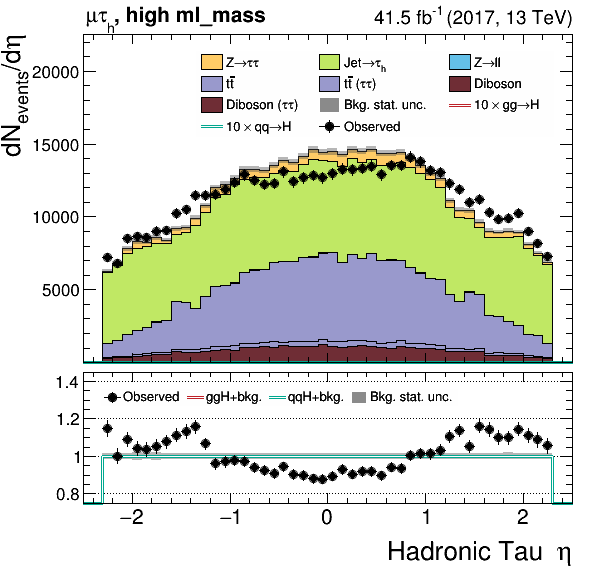 μτh, high ml_mass 41.5 fb-1 (2017, 13 TeV)
dNevents/dη
20000
15000
10000
5000
Z→ττ Jet→τh Z→ll
tt̄ tt̄ (ττ) Diboson
Diboson (ττ) Bkg. stat. unc. 10 × gg→H
10 × qq→H Observed
1.4
1.2
1
0.8
Observed ggH+bkg. qqH+bkg. Bkg. stat. unc.
−2 −1 0 1 2
Hadronic Tau η